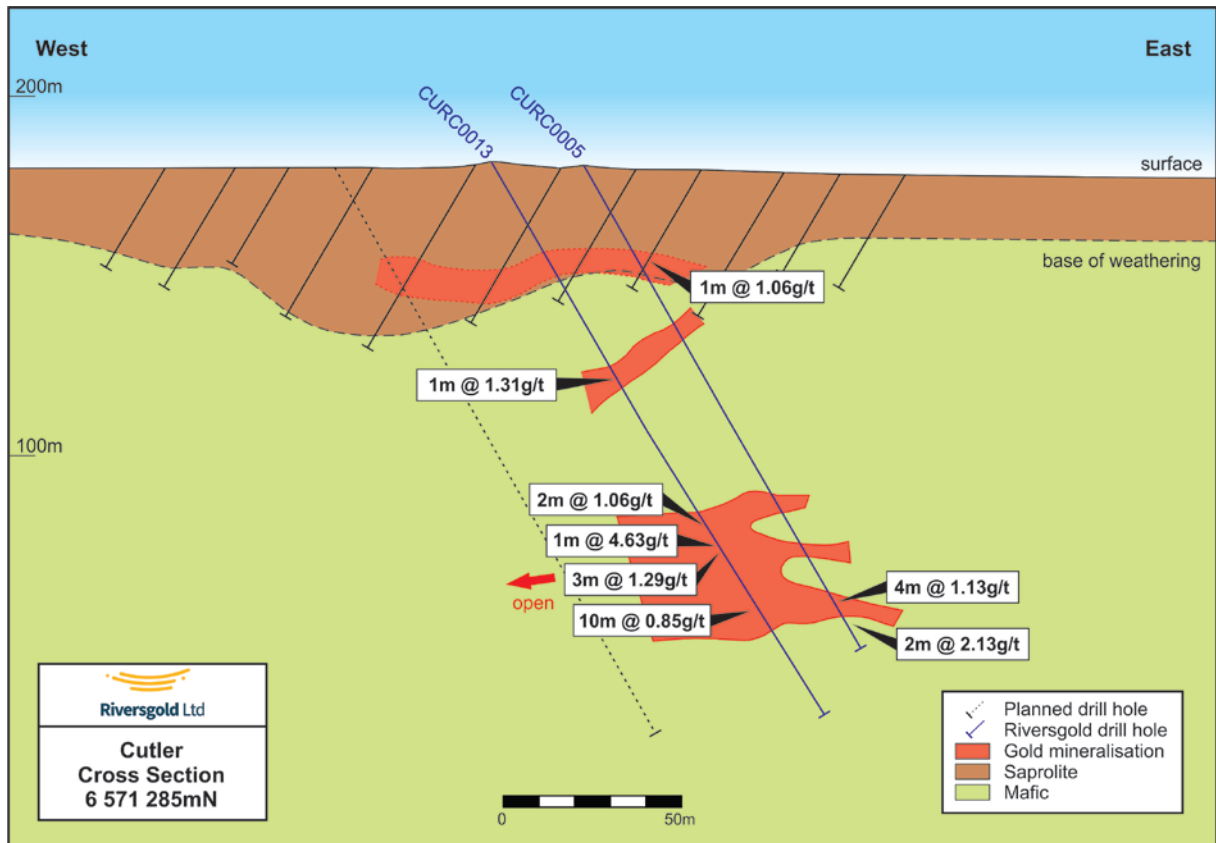 West
East
200m
CURC0013
CURC0005
surface
base of weathering
1m @ 1.06g/t
1m @ 1.31g/t
100m
2m @ 1.06g/t
1m @ 4.63g/t
3m @ 1.29g/t
open
10m @ 0.85g/t
4m @ 1.13g/t
2m @ 2.13g/t
Riversgold Ltd
Cutler
Cross Section
6 571 285mN
0
50m
Planned drill hole
Riversgold drill hole
Gold mineralisation
Saprolite
Mafic